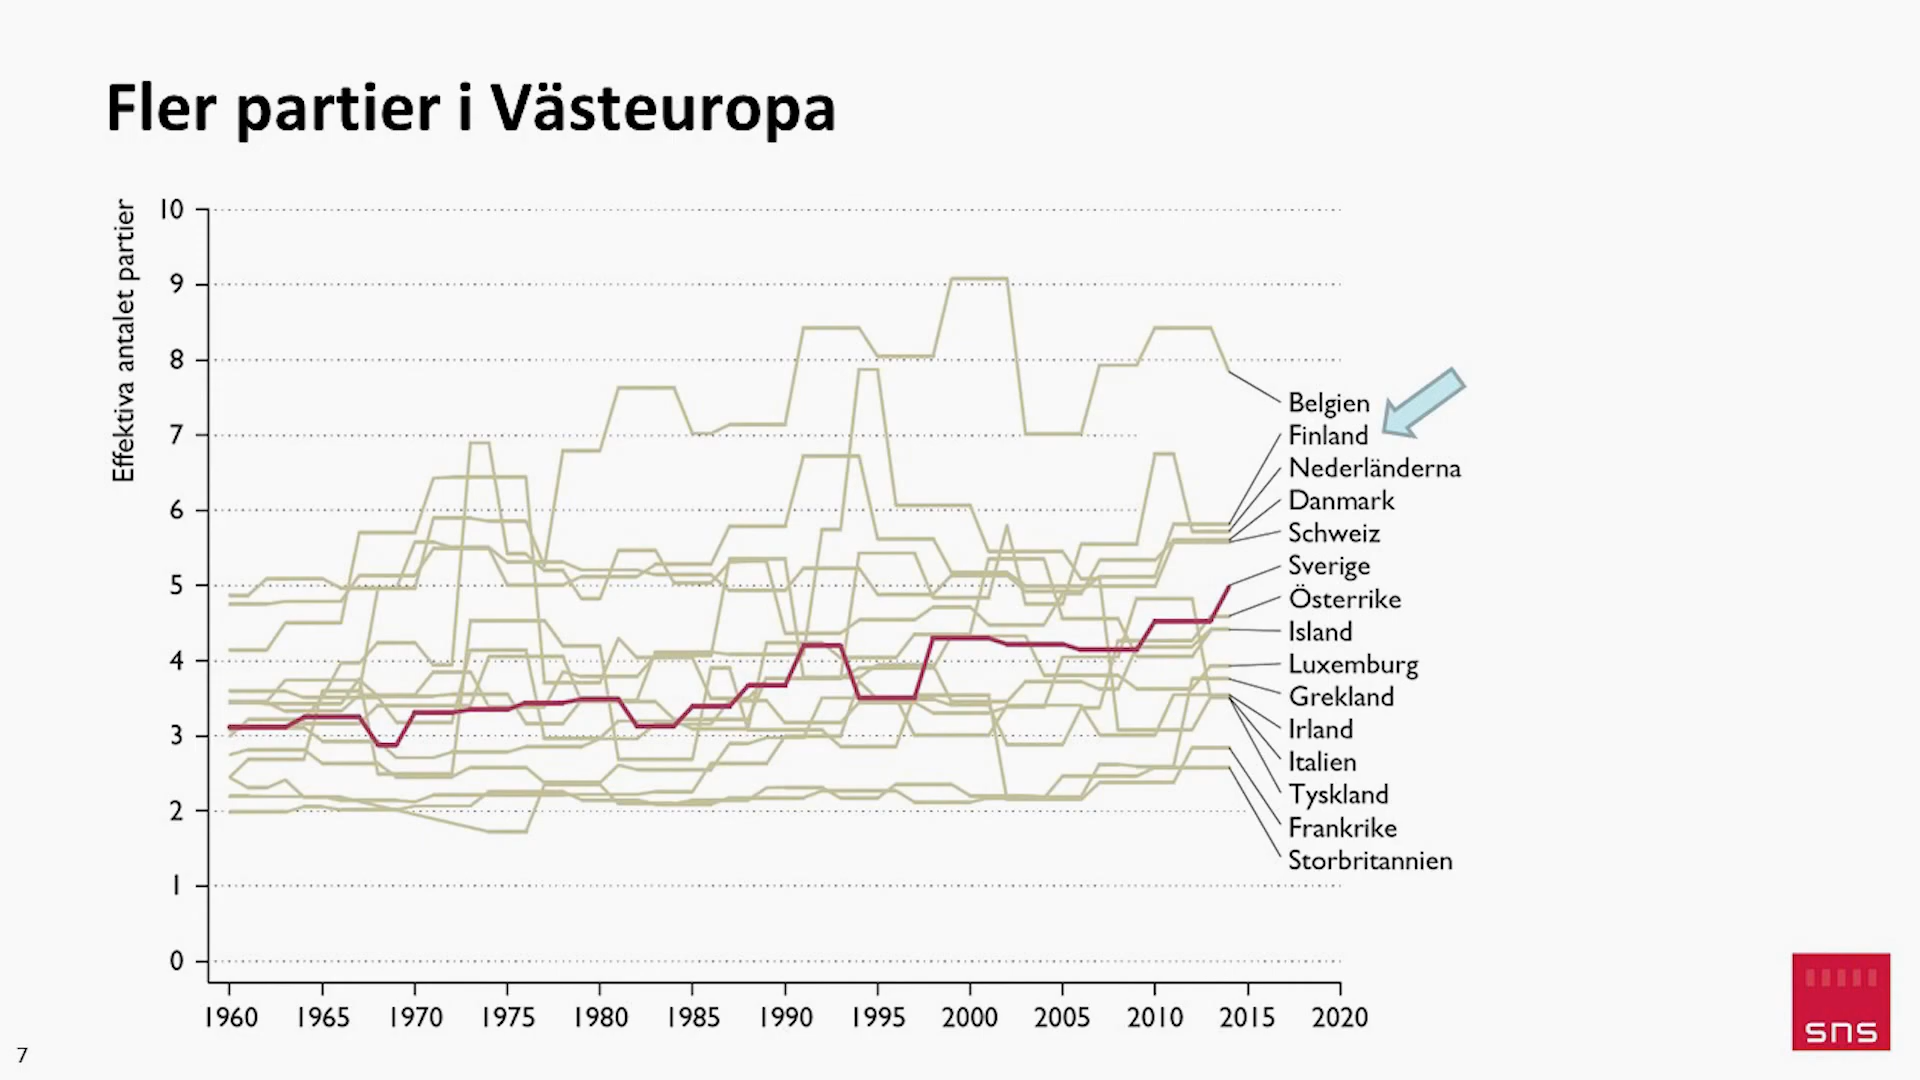 Fler partier i Västeuropa
Effektiva antalet partier
10
9
8
7
6
5
4
3
2
1
0
1960 1965 1970 1975 1980 1985 1990 1995 2000 2005 2010 2015 2020
Belgien
Finland
Nederländerna
Danmark
Schweiz
Sverige
Österrike
Island
Luxemburg
Grekland
Irland
Italien
Tyskland
Frankrike
Storbritannien
7
sns